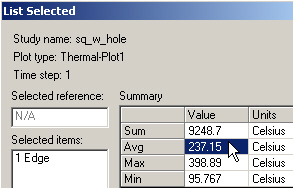 List Selected
Study name: sq_w_hole
Plot type: Thermal-Plot1
Time step: 1
Selected reference:
N/A
Selected items:
1 Edge
Summary
Value Units
Sum 9248.7 Celsius
Avg 237.15 Celsius
Max 398.89 Celsius
Min 95.767 Celsius